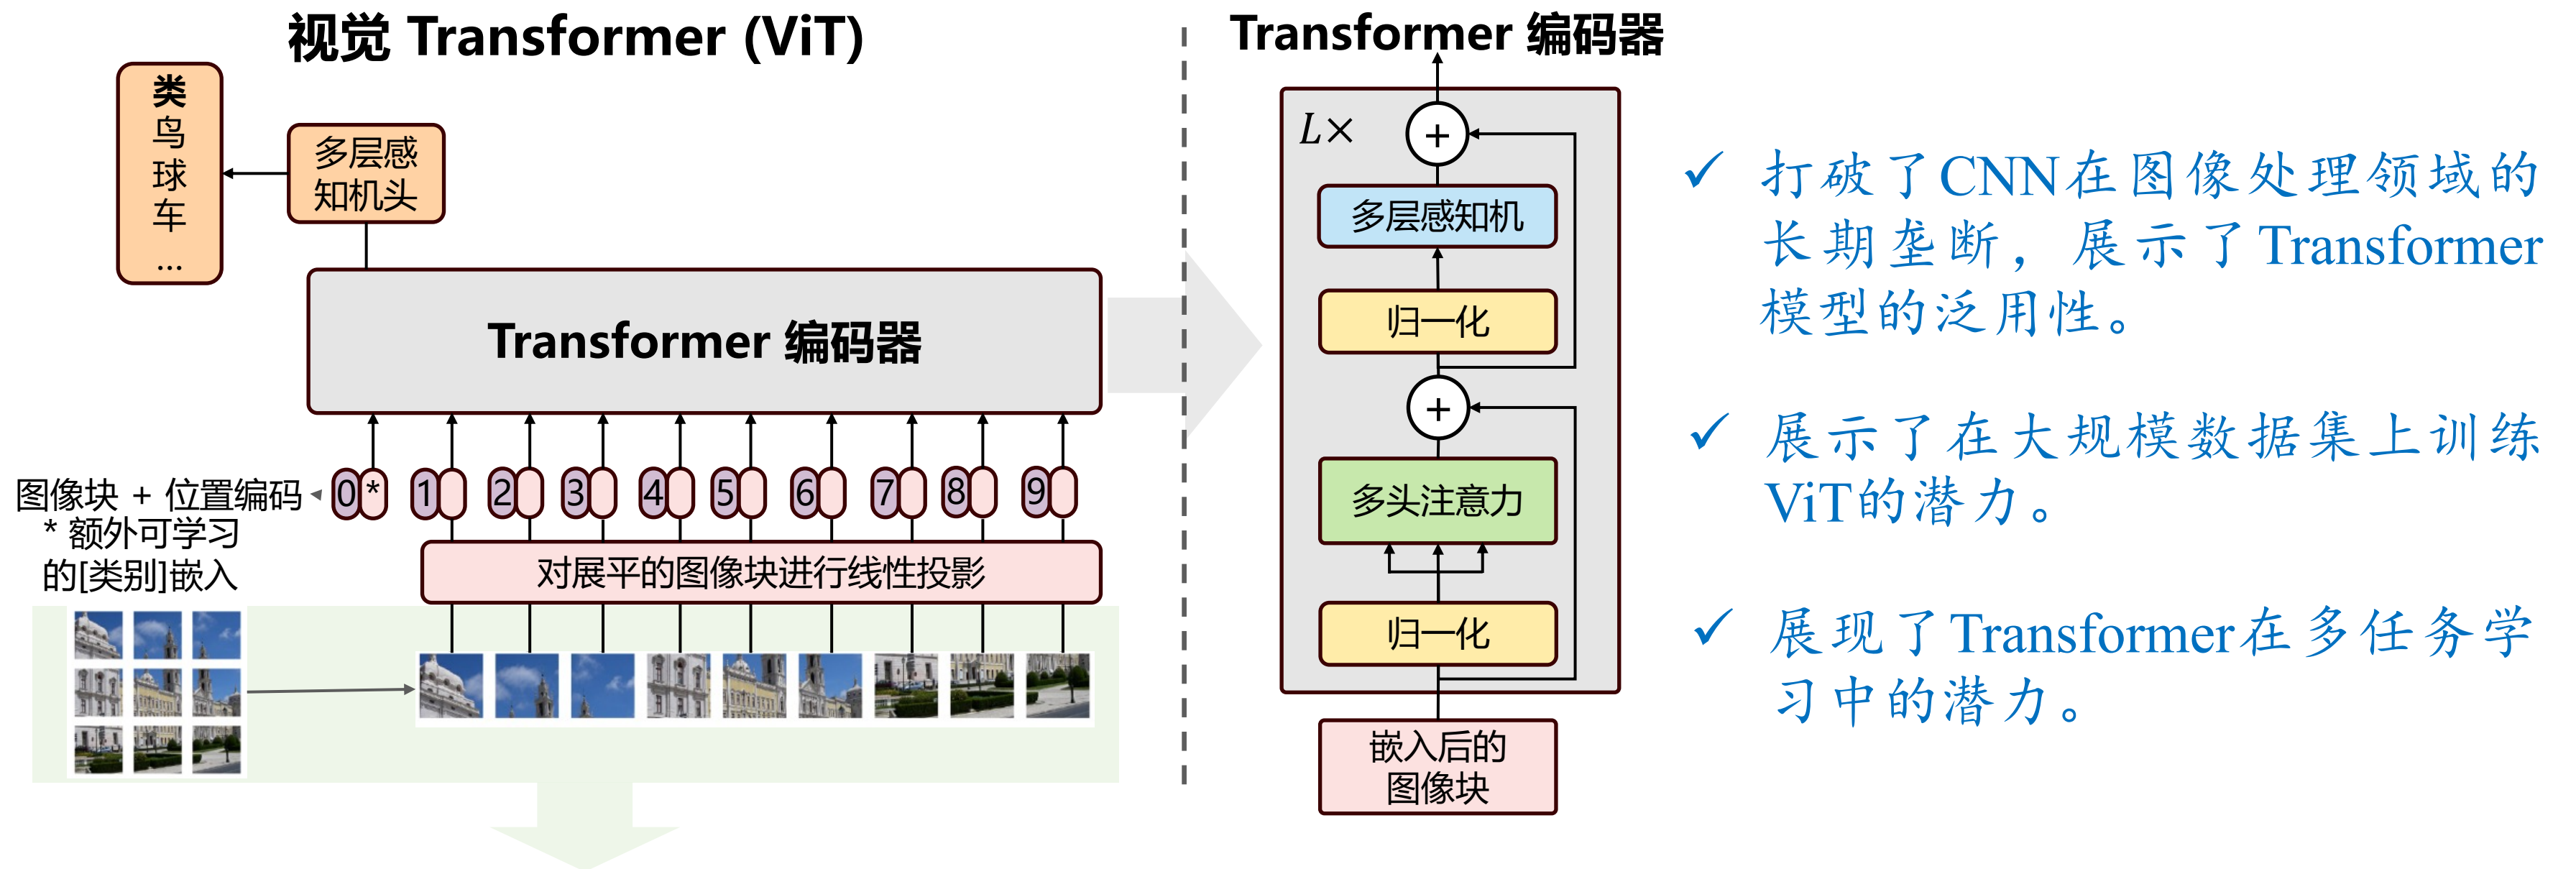 视觉 Transformer (ViT)
类
鸟
球
车
...
多层感
知机头
Transformer 编码器
0 * 1 2 3 4 5 6 7 8 9
图像块 + 位置编码
* 额外可学习
的[类别]嵌入
对展平的图像块进行线性投影
Transformer 编码器
L×
+
多层感知机
归一化
+
多头注意力
归一化
嵌入后的
图像块
✓ 打破了CNN在图像处理领域的
长期垄断，展示了Transformer
模型的泛用性。
✓ 展示了在大规模数据集上训练
ViT的潜力。
✓ 展现了Transformer在多任务学
习中的潜力。